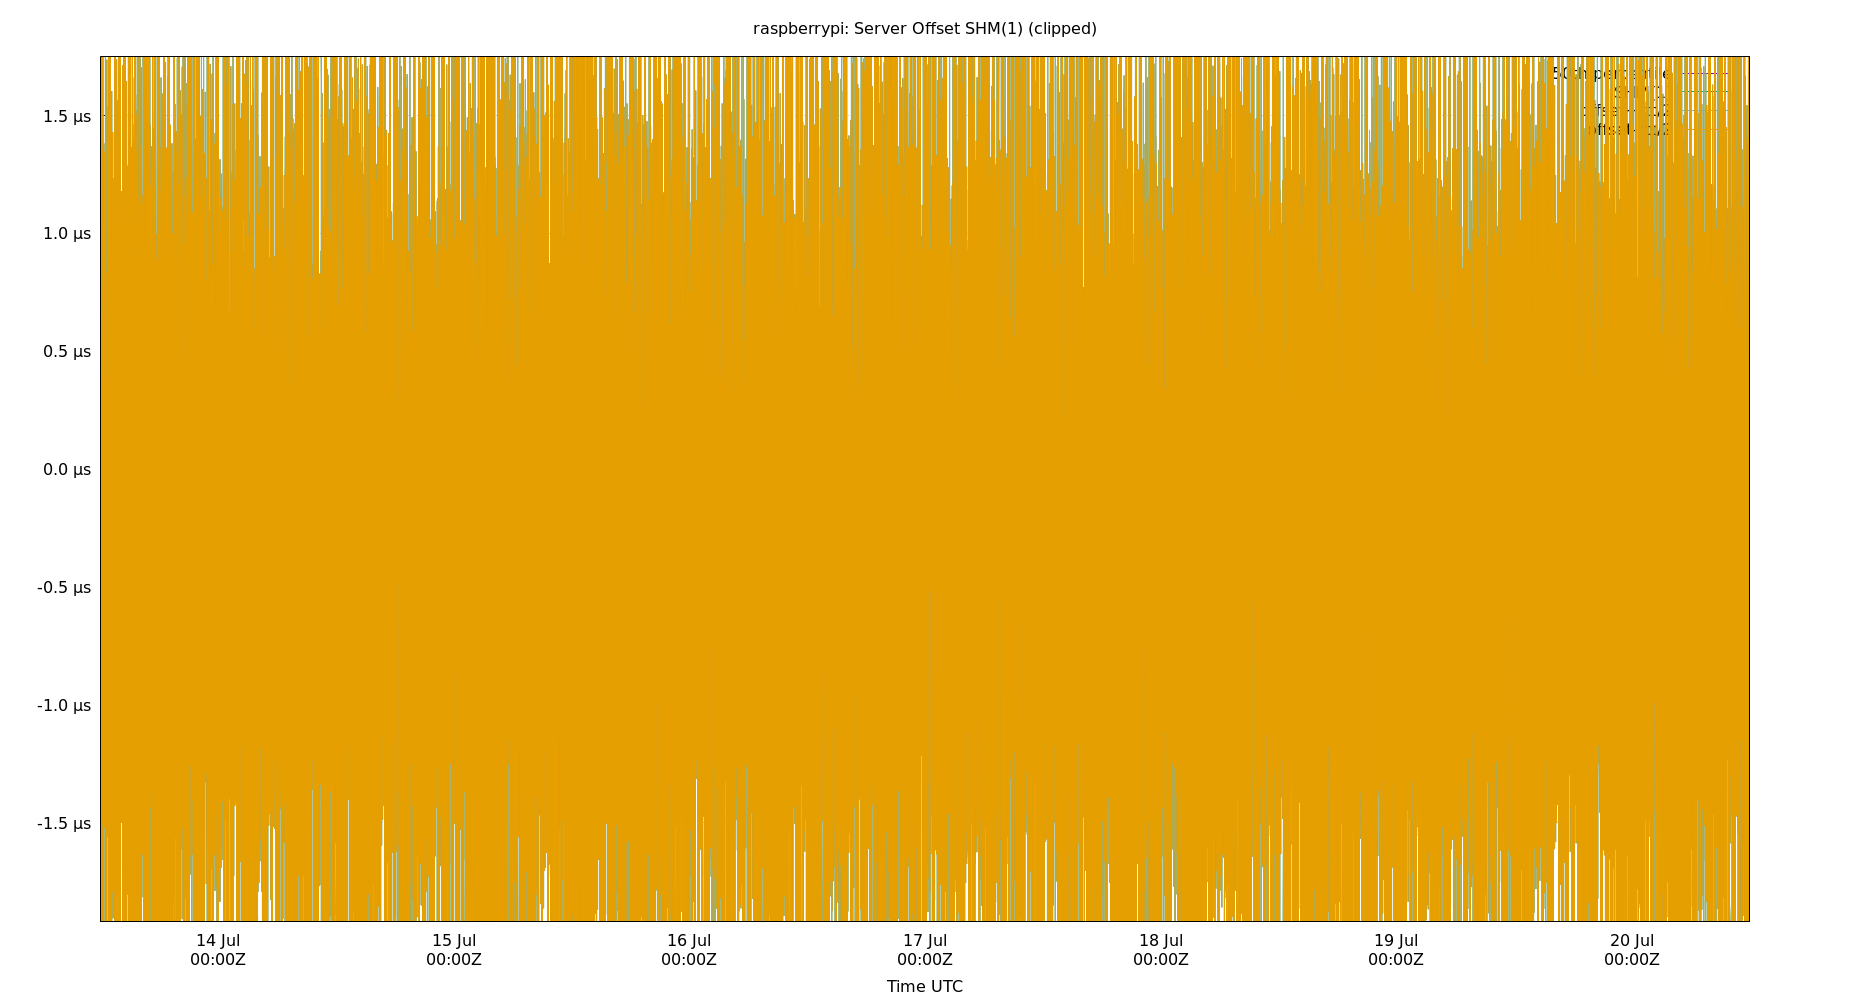 raspberrypi: Server Offset SHM(1) (clipped)
50th percentile
1.5 µs
1.0 µs
0.5 µs
0.0 µs
-0.5 µs
-1.0 µs
-1.5 µs
14 Jul 15 Jul 16 Jul 17 Jul 18 Jul 19 Jul 20 Jul
00:00Z 00:00Z 00:00Z 00:00Z 00:00Z 00:00Z 00:00Z
Time UTC